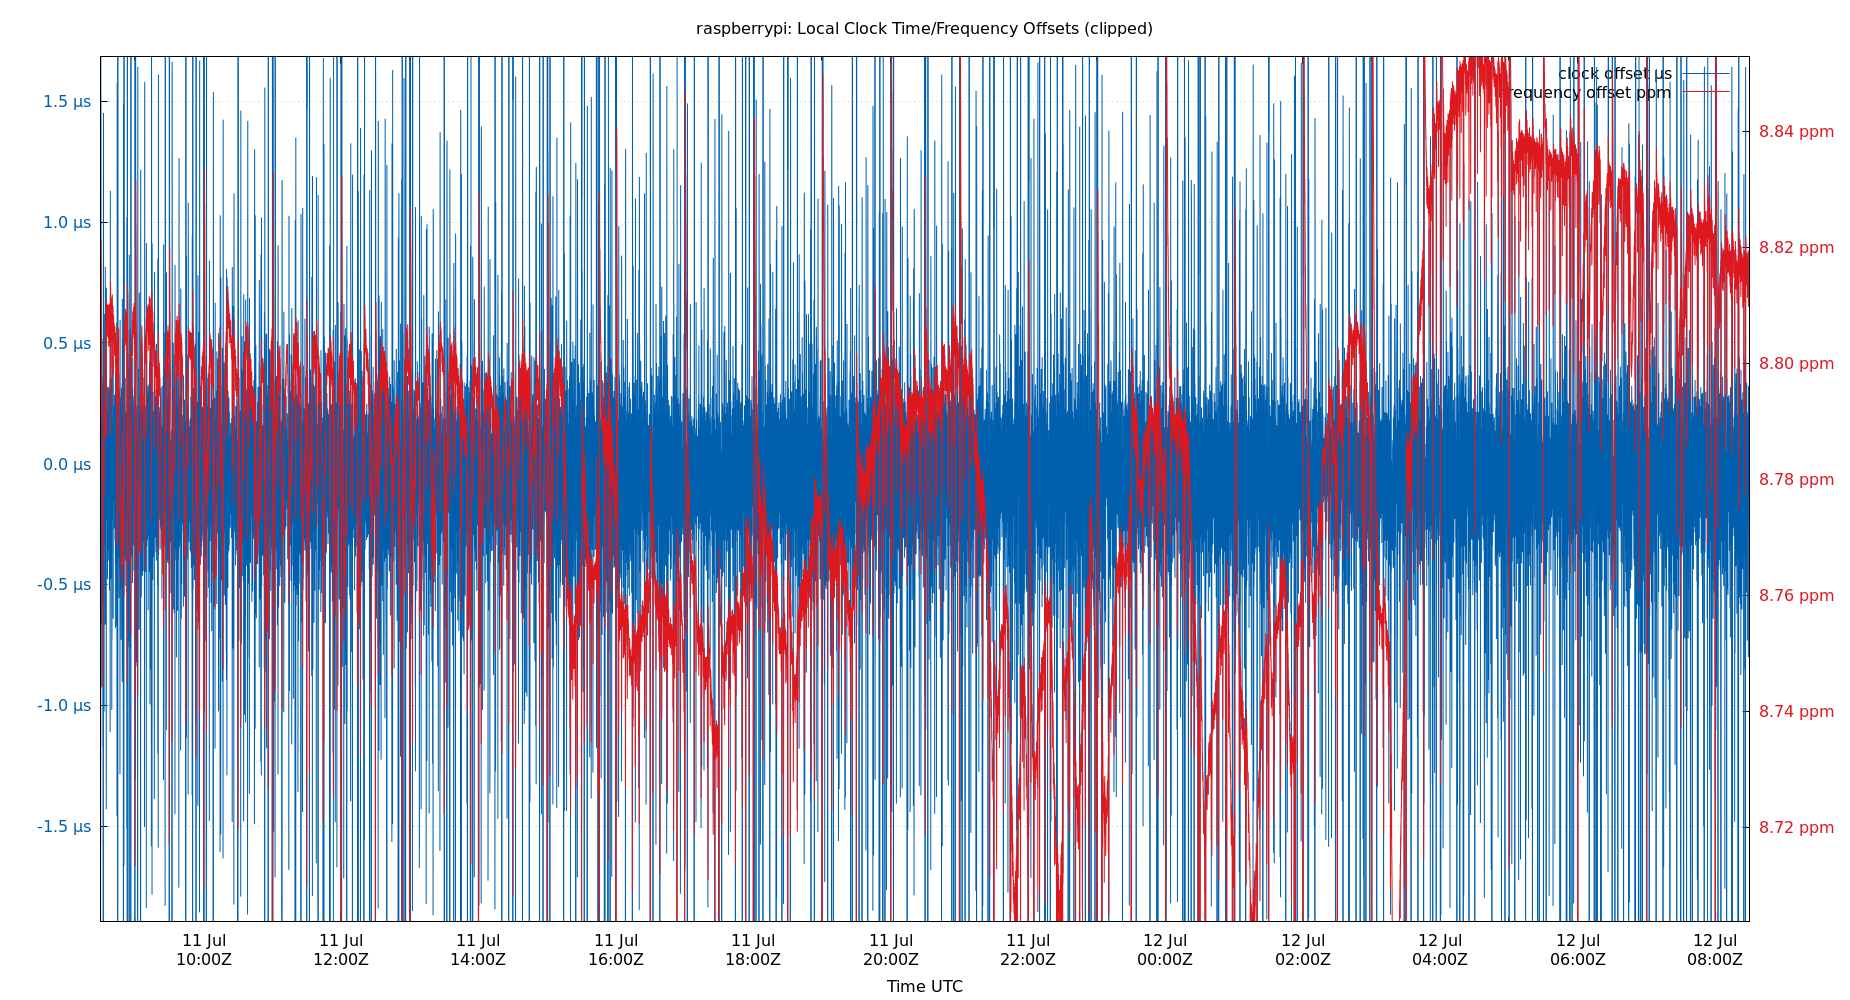 raspberrypi: Local Clock Time/Frequency Offsets (clipped)
clock offset µs
frequency offset ppm
1.5 µs
1.0 µs
0.5 µs
0.0 µs
-0.5 µs
-1.0 µs
-1.5 µs
8.84 ppm
8.82 ppm
8.80 ppm
8.78 ppm
8.76 ppm
8.74 ppm
8.72 ppm
11 Jul 11 Jul 11 Jul 11 Jul 11 Jul 11 Jul 11 Jul 12 Jul 12 Jul 12 Jul 12 Jul 12 Jul
10:00Z 12:00Z 14:00Z 16:00Z 18:00Z 20:00Z 22:00Z 00:00Z 02:00Z 04:00Z 06:00Z 08:00Z
Time UTC